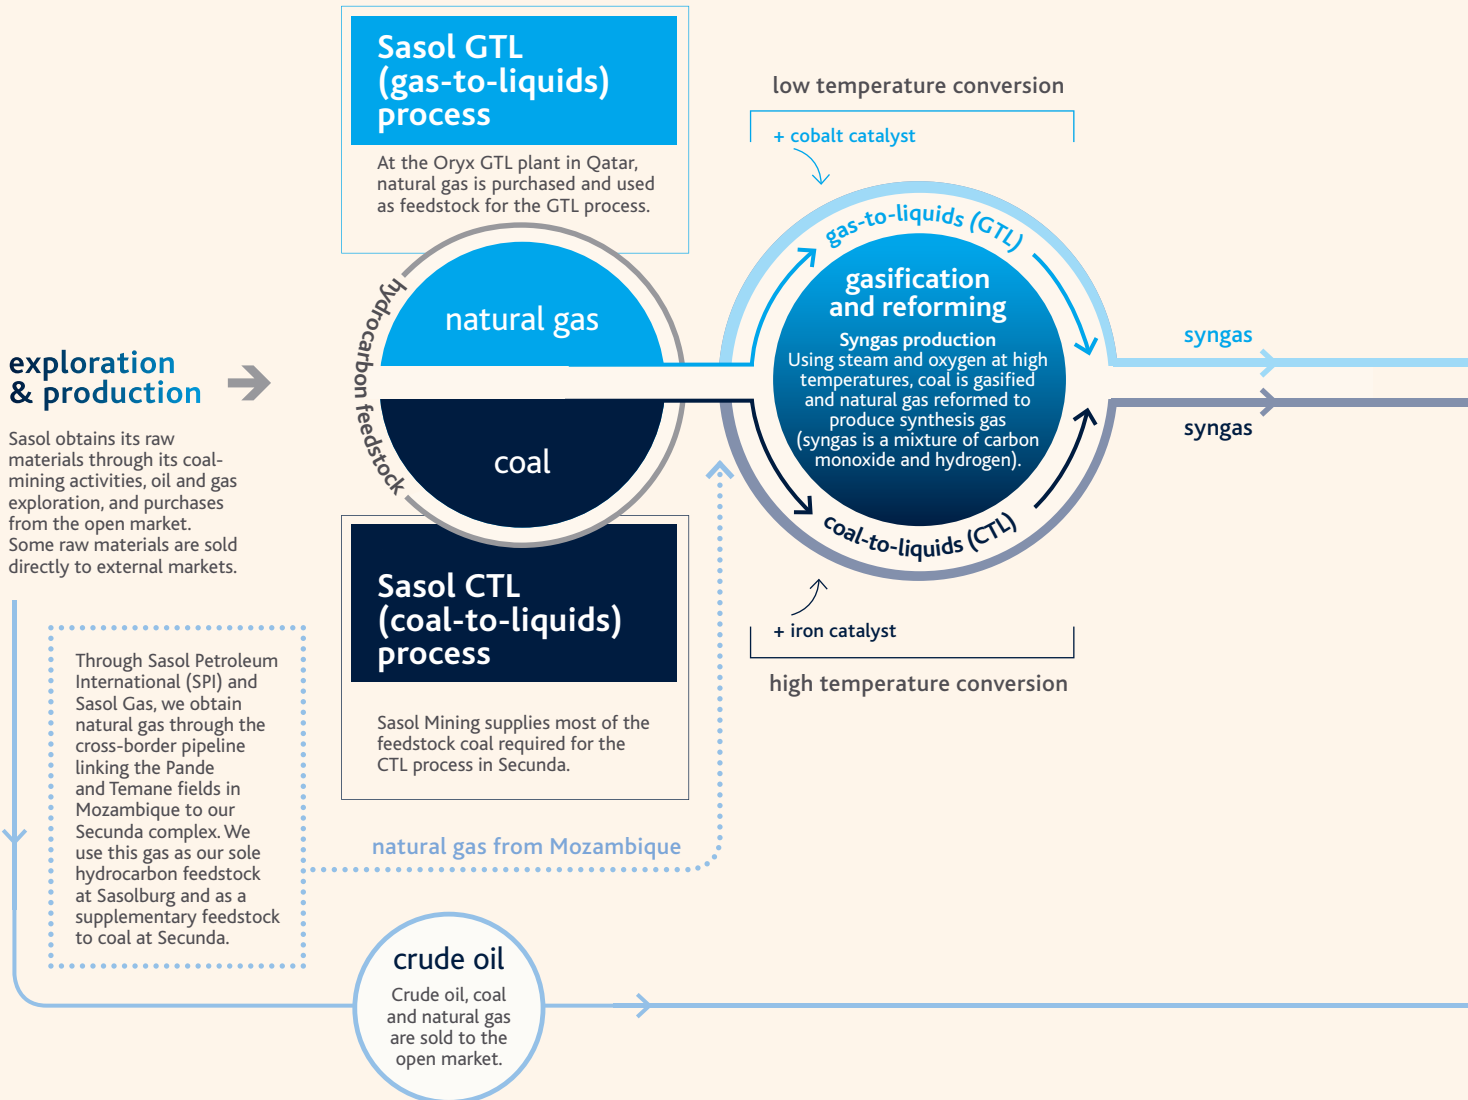 Sasol GTL
(gas-to-liquids)
process
At the Oryx GTL plant in Qatar,
natural gas is purchased and used
as feedstock for the GTL process.
low temperature conversion
+ cobalt catalyst
exploration
& production
Sasol obtains its raw
materials through its coal-
mining activities, oil and gas
exploration, and purchases
from the open market.
Some raw materials are sold
directly to external markets.
hydrocarbon feedstock
natural gas
coal
gas-to-liquids (GTL)
gasification
and reforming
Syngas production
Using steam and oxygen at high
temperatures, coal is gasified
and natural gas reformed to
produce synthesis gas
(syngas is a mixture of carbon
monoxide and hydrogen).
coal-to-liquids (CTL)
syngas
syngas
Sasol CTL
(coal-to-liquids)
process
Sasol Mining supplies most of the
feedstock coal required for the
CTL process in Secunda.
+ iron catalyst
high temperature conversion
Through Sasol Petroleum
International (SPI) and
Sasol Gas, we obtain
natural gas through the
cross-border pipeline
linking the Pande
and Temane fields in
Mozambique to our
Secunda complex. We
use this gas as our sole
hydrocarbon feedstock
at Sasolburg and as a
supplementary feedstock
to coal at Secunda.
natural gas from Mozambique
crude oil
Crude oil, coal
and natural gas
are sold to the
open market.